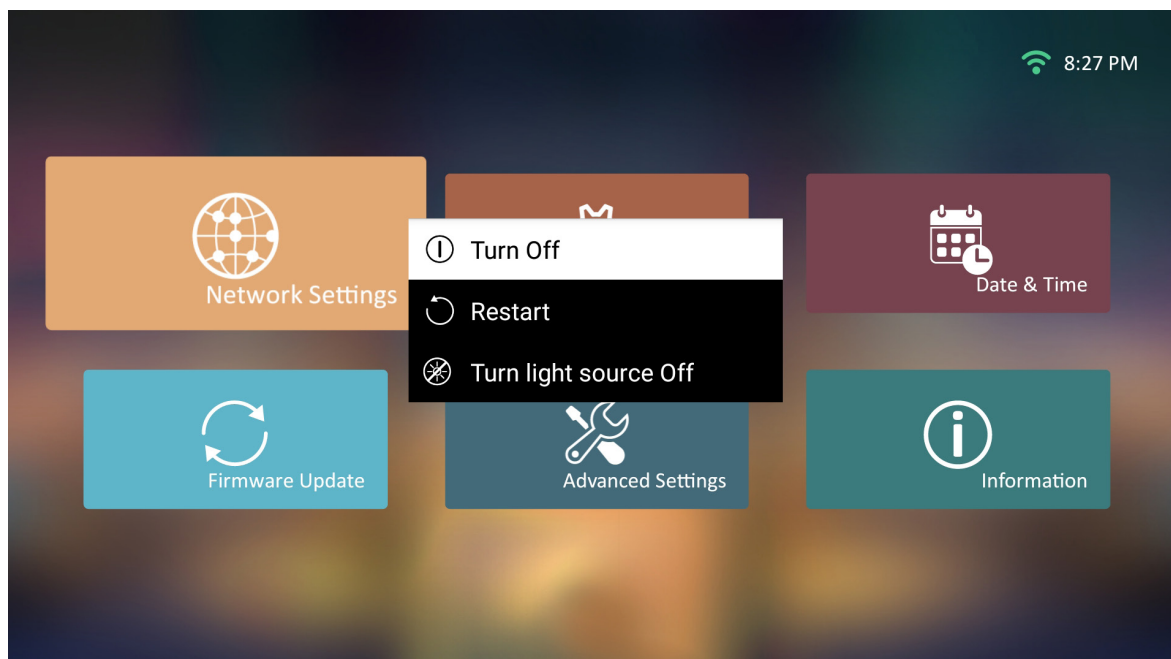 8:27 PM
Network Settings
Turn Off
Restart
Turn light source Off
Date & Time
Firmware Update
Advanced Settings
Information